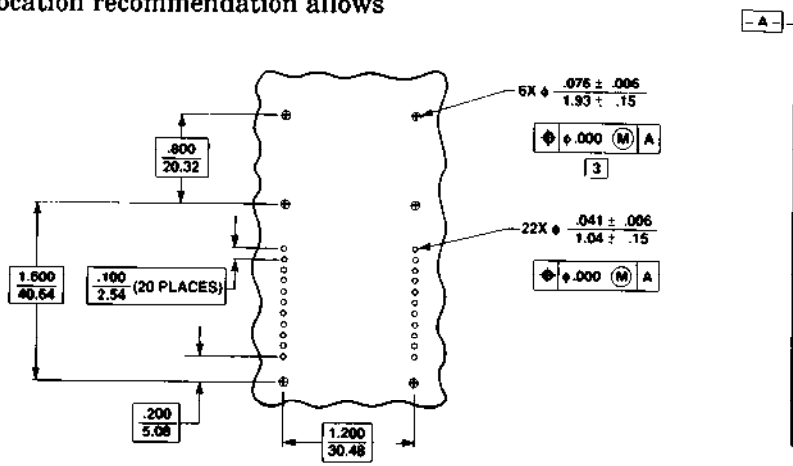 location recommendation allows
- A -
6X ϕ .076 ± .006
1.93 ± .15
⌖ ϕ .000 Ⓜ A
3
.800
20.32
22X ϕ .041 ± .006
1.04 ± .15
⌖ ϕ .000 Ⓜ A
1.600
40.64
.100
2.54 (20 PLACES)
.200
5.08
1.200
30.48